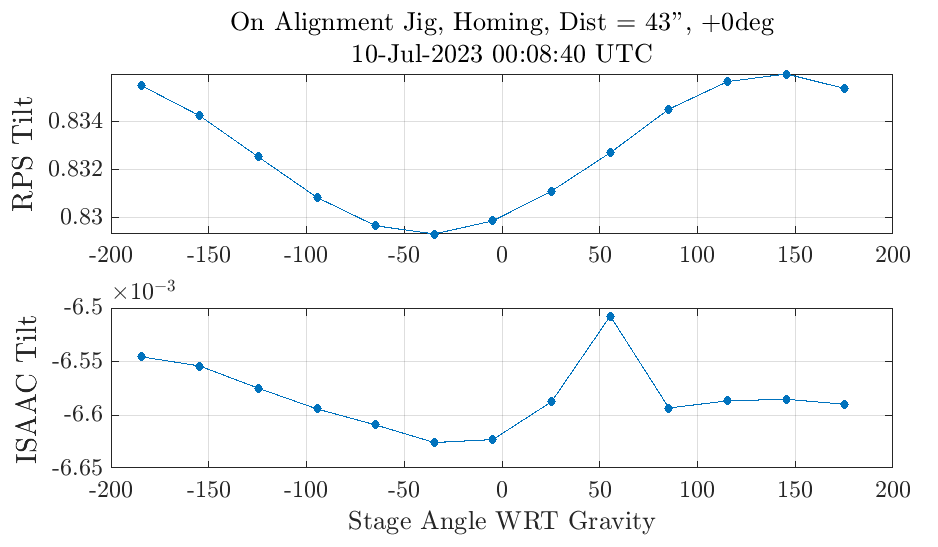 On Alignment Jig, Homing, Dist = 43”, +0deg
10-Jul-2023 00:08:40 UTC
RPS Tilt
0.834
0.832
0.83
-200 -150 -100 -50 0 50 100 150 200
×10⁻³
ISAAC Tilt
-6.5
-6.55
-6.6
-6.65
-200 -150 -100 -50 0 50 100 150 200
Stage Angle WRT Gravity